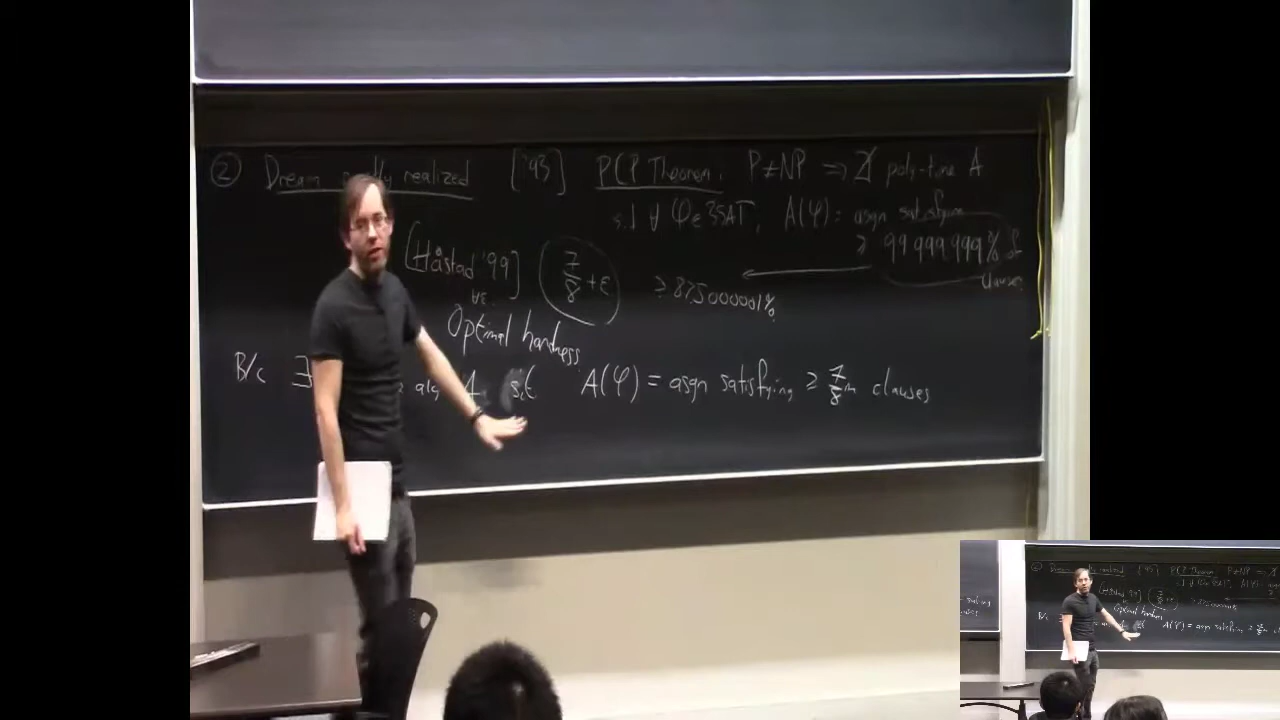 ② Dream realized ['93] PCP Theorem. P≠NP ⇒ ∄ poly-time A
s.t ∀ φ∈3SAT, A(φ) = asgn satisfying
≥ 99.999999% of
clauses
[Håstad '99] 7/8 + ε ≥ 87.5000001%
∀ε
Optimal hardness
B/c ∃ alg A s.t A(φ) = asgn satisfying ≥ 7/8 m clauses